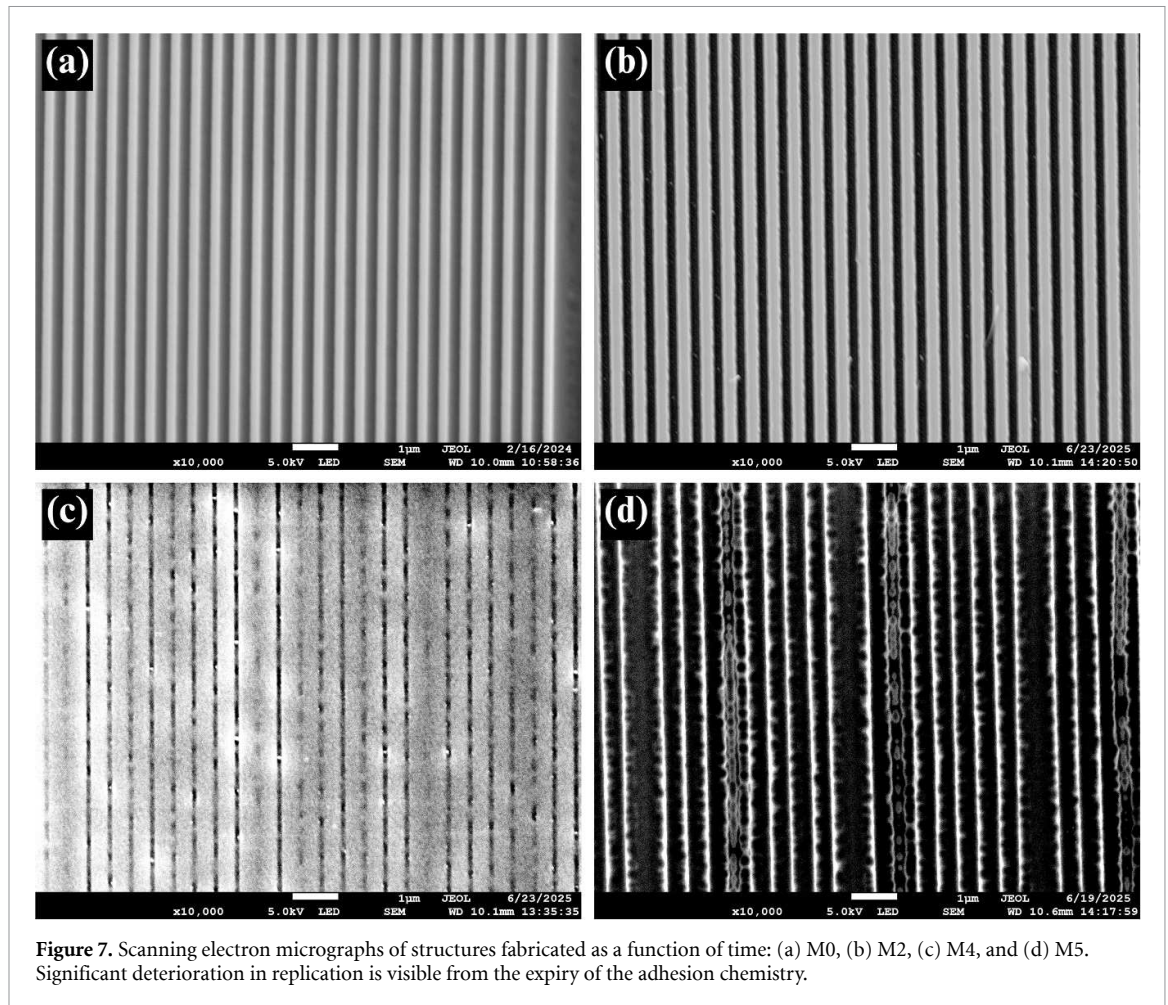 (a)
1µm JEOL 2/16/2024
x10,000 5.0kV LED SEM WD 10.0mm 10:58:36
(b)
1µm JEOL 6/23/2025
x10,000 5.0kV LED SEM WD 10.1mm 14:20:50
(c)
1µm JEOL 6/23/2025
x10,000 5.0kV LED SEM WD 10.1mm 13:35:35
(d)
1µm JEOL 6/19/2025
x10,000 5.0kV LED SEM WD 10.6mm 14:17:59
Figure 7. Scanning electron micrographs of structures fabricated as a function of time: (a) M0, (b) M2, (c) M4, and (d) M5.
Significant deterioration in replication is visible from the expiry of the adhesion chemistry.